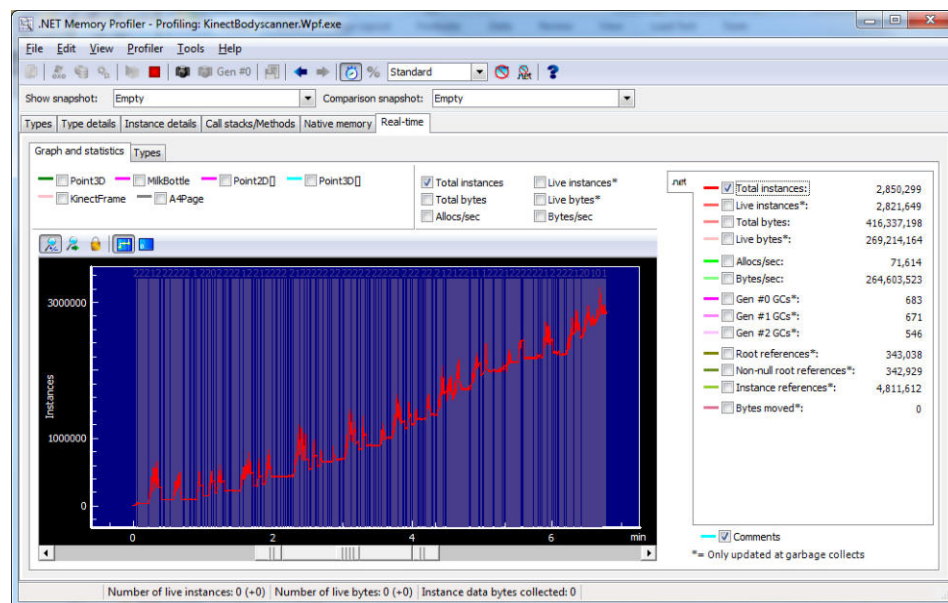 .NET Memory Profiler - Profiling: KinectBodyscanner.Wpf.exe
File Edit View Profiler Tools Help
Gen #0 % Standard
Show snapshot: Empty Comparison snapshot: Empty
Types Type details Instance details Call stacks/Methods Native memory Real-time
Graph and statistics Types
Point3D MilkBottle Point2D[] Point3D[]
KinectFrame A4Page
Total instances Live instances*
Total bytes Live bytes*
Allocs/sec Bytes/sec
.net
Total instances: 2,850,299
Live instances*: 2,821,649
Total bytes: 416,337,198
Live bytes*: 269,214,164
Allocs/sec: 71,614
Bytes/sec: 264,603,523
Gen #0 GCs*: 683
Gen #1 GCs*: 671
Gen #2 GCs*: 546
Root references*: 343,038
Non-null root references*: 342,929
Instance references*: 4,811,612
Bytes moved*: 0
3000000
Instances
1000000
0
0 2 4 6 min
Comments
*= Only updated at garbage collects
Number of live instances: 0 (+0) Number of live bytes: 0 (+0) Instance data bytes collected: 0